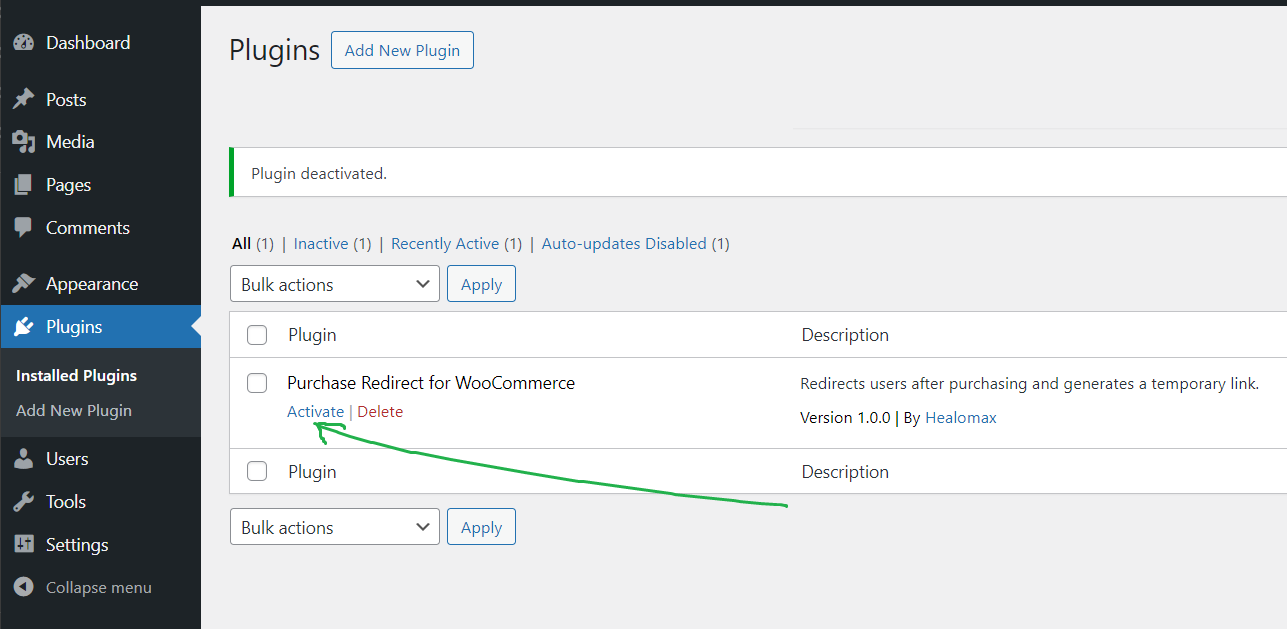 Dashboard
Posts
Media
Pages
Comments
Appearance
Plugins
Installed Plugins
Add New Plugin
Users
Tools
Settings
Collapse menu
Plugins Add New Plugin
Plugin deactivated.
All (1) | Inactive (1) | Recently Active (1) | Auto-updates Disabled (1)
Bulk actions Apply
Plugin Description
Purchase Redirect for WooCommerce Redirects users after purchasing and generates a temporary link.
Activate | Delete Version 1.0.0 | By Healomax
Plugin Description
Bulk actions Apply